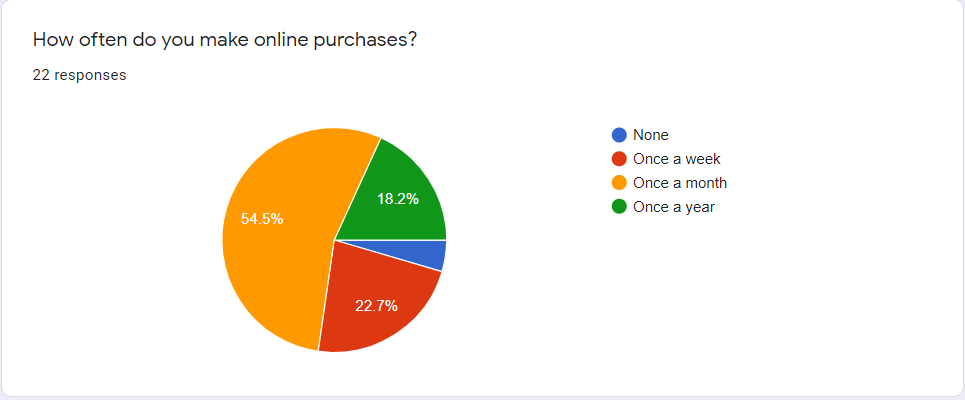 How often do you make online purchases?
22 responses
None
Once a week
Once a month
Once a year
18.2%
54.5%
22.7%